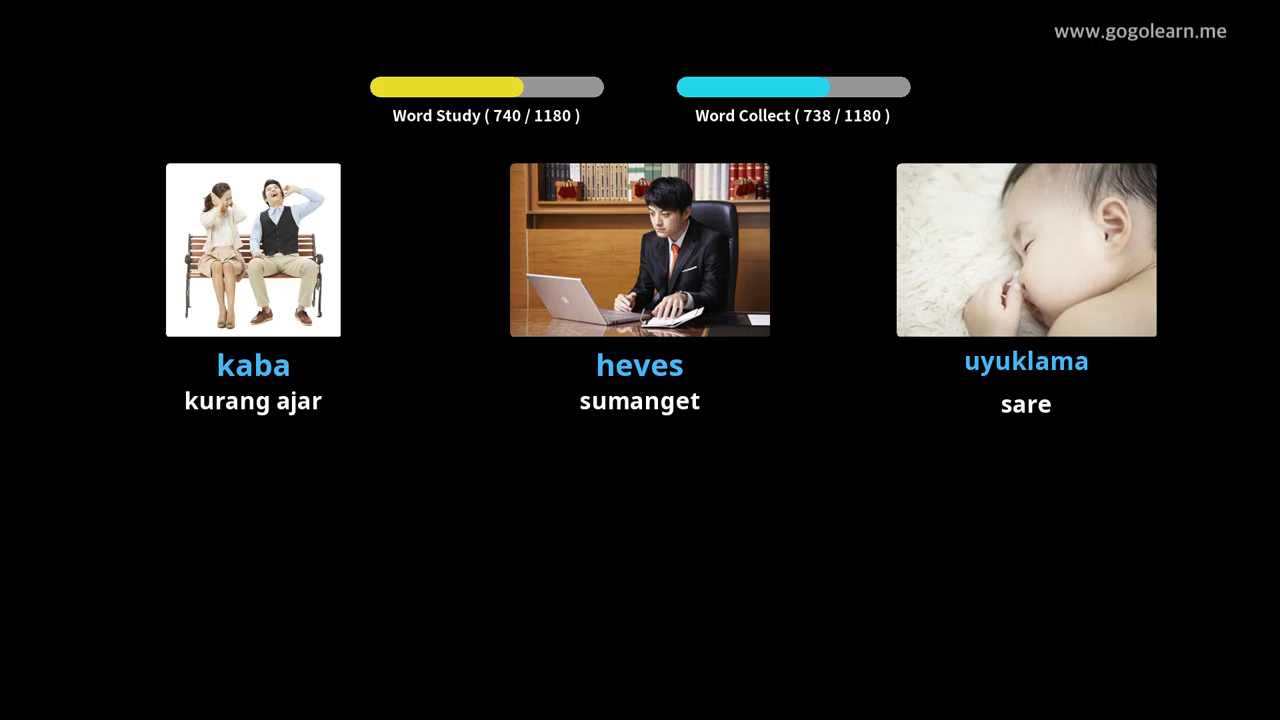 www.gogolearn.me
Word Study ( 740 / 1180 )
Word Collect ( 738 / 1180 )
kaba
kurang ajar
heves
sumanget
uyuklama
sare